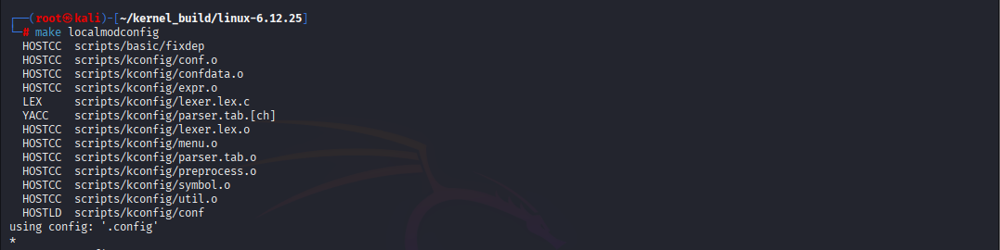 ┌──(root㉿kali)-[~/kernel_build/linux-6.12.25]
└─# make localmodconfig
  HOSTCC  scripts/basic/fixdep
  HOSTCC  scripts/kconfig/conf.o
  HOSTCC  scripts/kconfig/confdata.o
  HOSTCC  scripts/kconfig/expr.o
  LEX     scripts/kconfig/lexer.lex.c
  YACC    scripts/kconfig/parser.tab.[ch]
  HOSTCC  scripts/kconfig/lexer.lex.o
  HOSTCC  scripts/kconfig/menu.o
  HOSTCC  scripts/kconfig/parser.tab.o
  HOSTCC  scripts/kconfig/preprocess.o
  HOSTCC  scripts/kconfig/symbol.o
  HOSTCC  scripts/kconfig/util.o
  HOSTLD  scripts/kconfig/conf
using config: '.config'
*